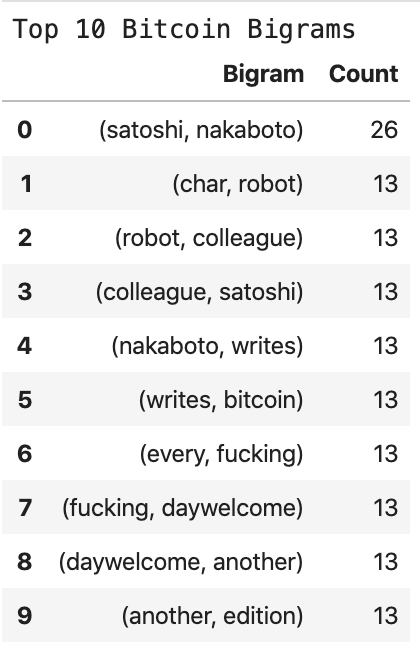 Top 10 Bitcoin Bigrams
Bigram Count
0 (satoshi, nakaboto) 26
1 (char, robot) 13
2 (robot, colleague) 13
3 (colleague, satoshi) 13
4 (nakaboto, writes) 13
5 (writes, bitcoin) 13
6 (every, fucking) 13
7 (fucking, daywelcome) 13
8 (daywelcome, another) 13
9 (another, edition) 13